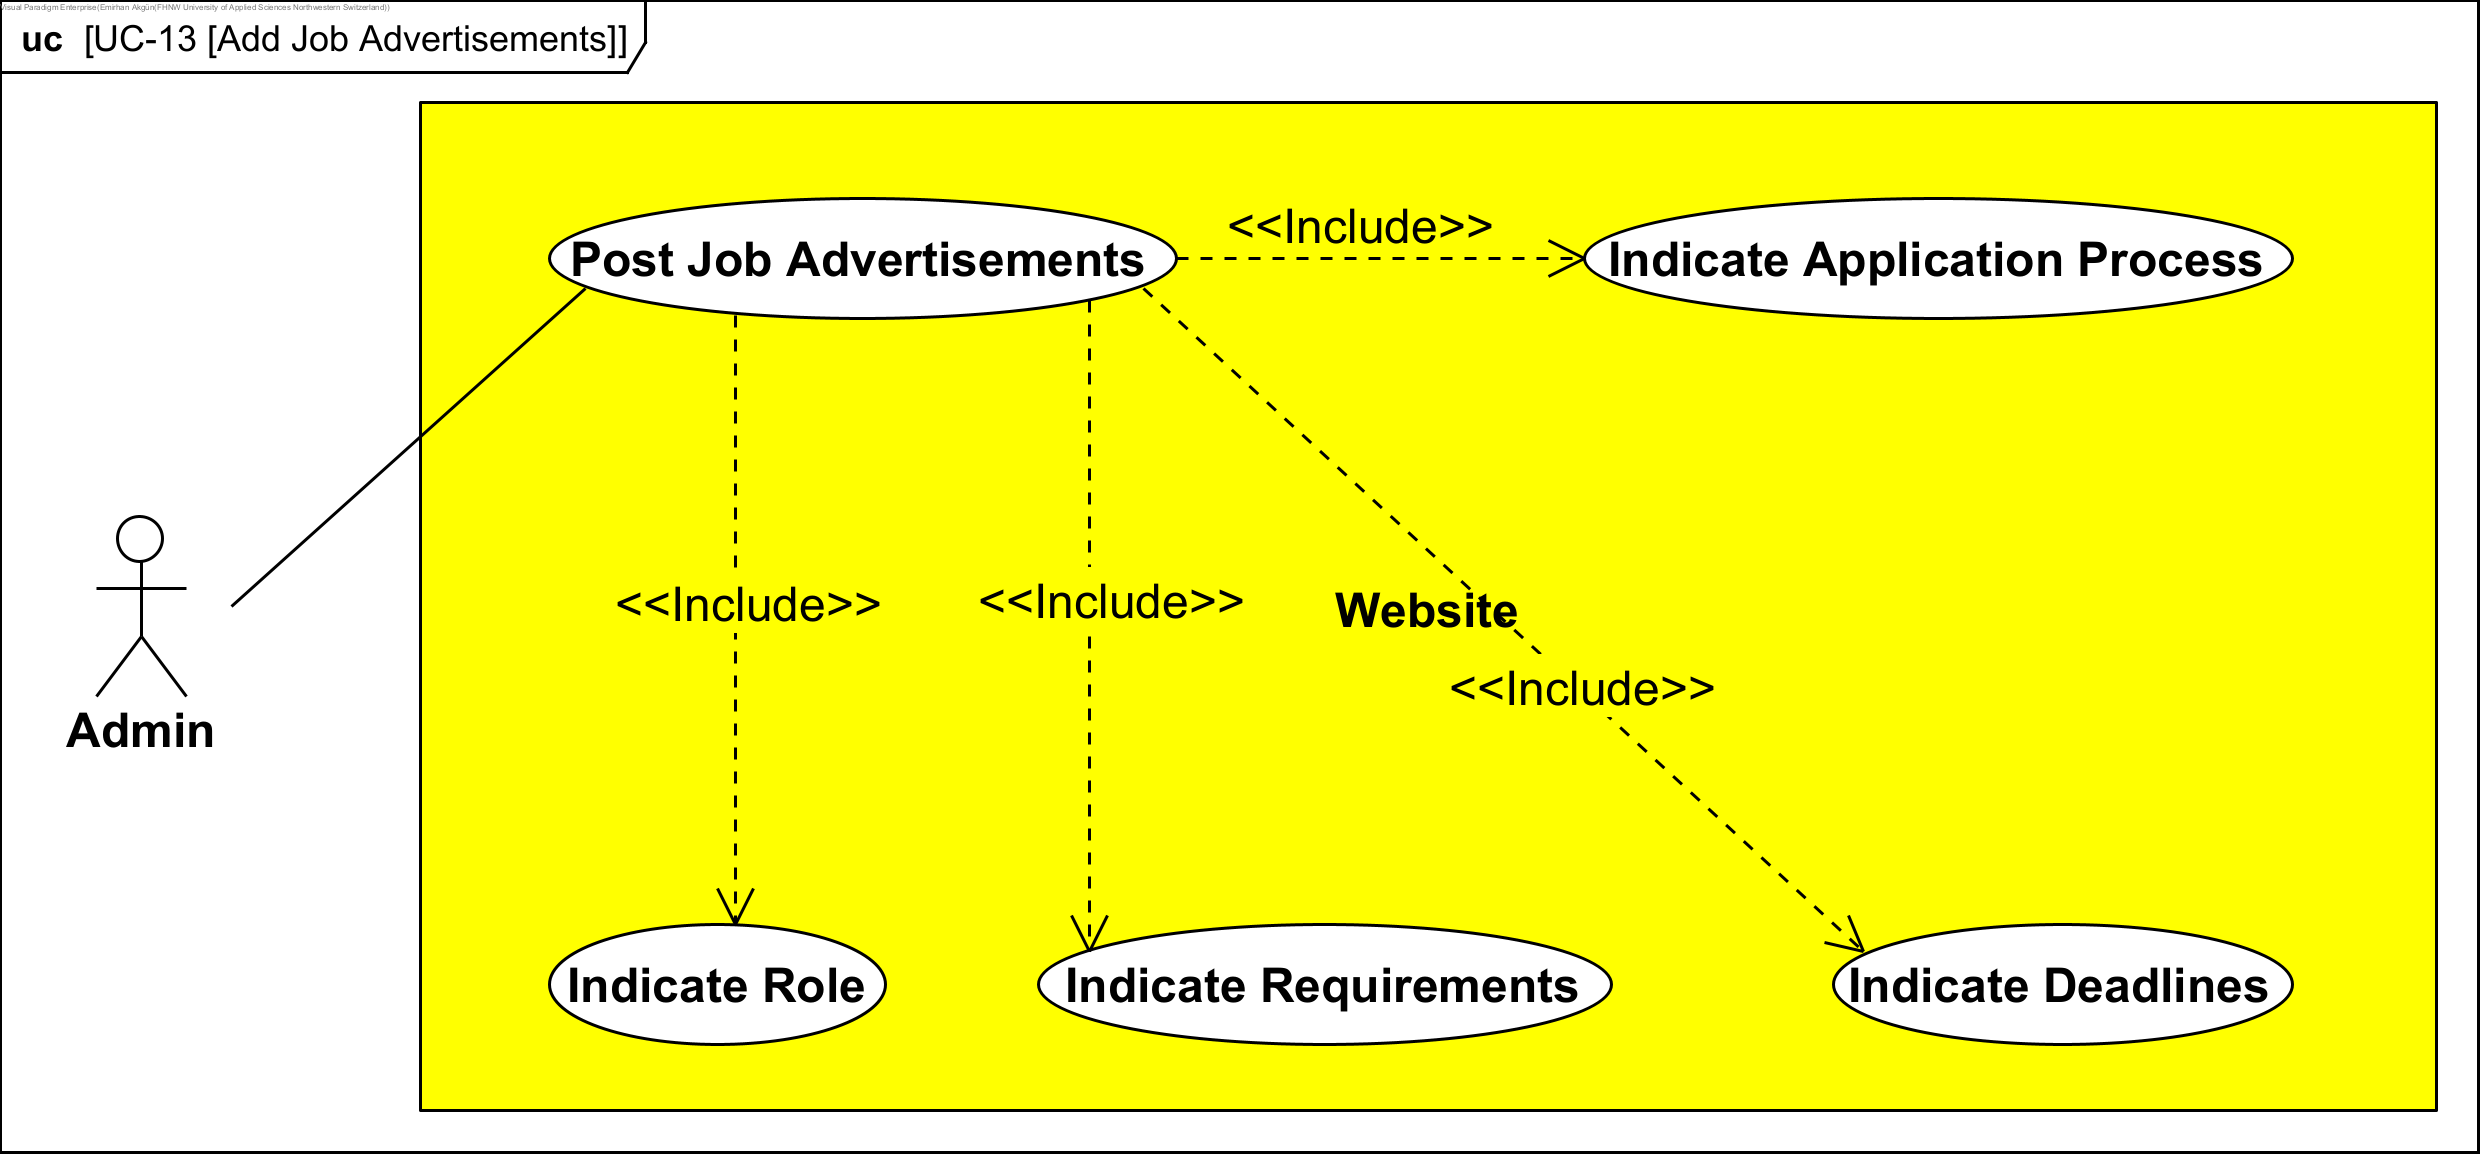 Visual Paradigm Enterprise(Emirhan Akgün(FHNW University of Applied Sciences Northwestern Switzerland))
uc [UC-13 [Add Job Advertisements]]
<<Include>>
Post Job Advertisements
Indicate Application Process
<<Include>>
<<Include>>
Website
<<Include>>
Admin
Indicate Role
Indicate Requirements
Indicate Deadlines